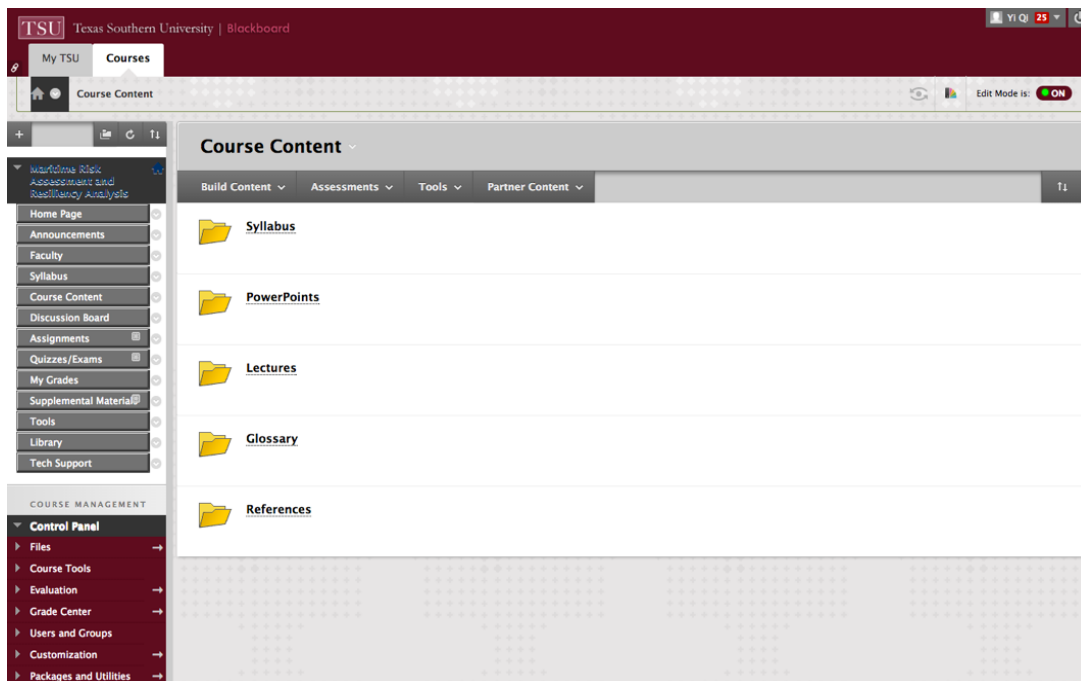 TSU Texas Southern University | Blackboard
Yi Qi 25
My TSU Courses
Course Content
Edit Mode is: ON
Maritime Risk
Assessment and
Resiliency Analysis
Home Page
Announcements
Faculty
Syllabus
Course Content
Discussion Board
Assignments
Quizzes/Exams
My Grades
Supplemental Material
Tools
Library
Tech Support
COURSE MANAGEMENT
Control Panel
Files
Course Tools
Evaluation
Grade Center
Users and Groups
Customization
Packages and Utilities
Course Content
Build Content Assessments Tools Partner Content
Syllabus
PowerPoints
Lectures
Glossary
References